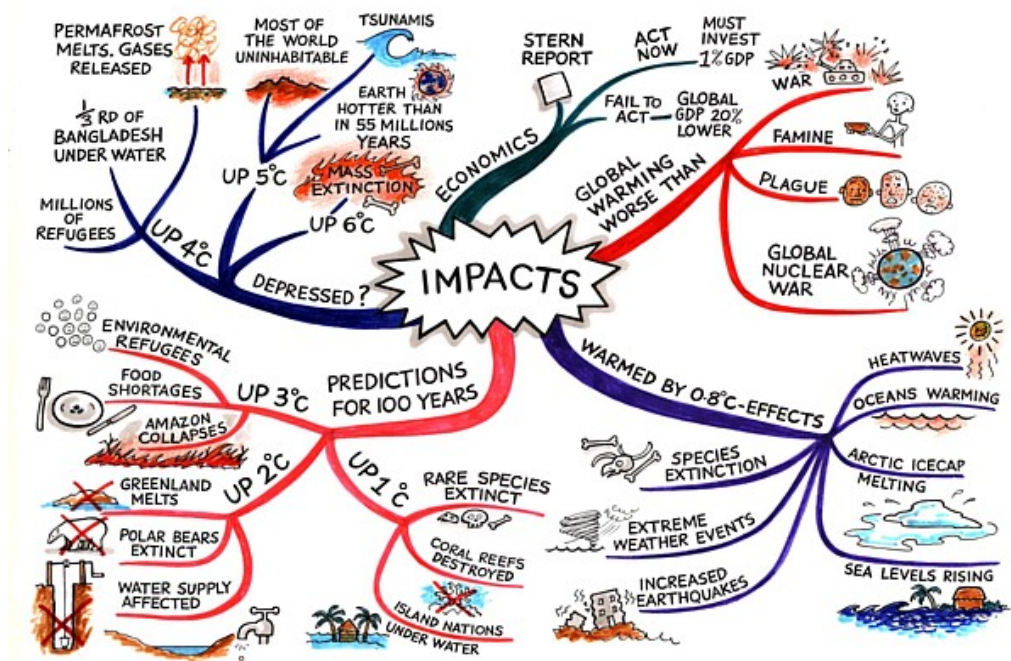 IMPACTS
ECONOMICS
STERN
REPORT
ACT
NOW
MUST
INVEST
1% GDP
FAIL TO
ACT
GLOBAL
GDP 20%
LOWER
GLOBAL
WARMING
WORSE THAN
WAR
FAMINE
PLAGUE
GLOBAL
NUCLEAR
WAR
WARMED BY 0.8°C-EFFECTS
HEATWAVES
OCEANS WARMING
ARCTIC ICECAP
MELTING
SEA LEVELS RISING
SPECIES
EXTINCTION
EXTREME
WEATHER EVENTS
INCREASED
EARTHQUAKES
PREDICTIONS
FOR 100 YEARS
UP 1°C
RARE SPECIES
EXTINCT
CORAL REEFS
DESTROYED
ISLAND NATIONS
UNDER WATER
UP 2°C
GREENLAND
MELTS
POLAR BEARS
EXTINCT
WATER SUPPLY
AFFECTED
UP 3°C
ENVIRONMENTAL
REFUGEES
FOOD
SHORTAGES
AMAZON
COLLAPSES
DEPRESSED?
UP 4°C
MILLIONS
OF
REFUGEES
⅓ RD OF
BANGLADESH
UNDER WATER
PERMAFROST
MELTS. GASES
RELEASED
UP 5°C
MOST OF
THE WORLD
UNINHABITABLE
TSUNAMIS
EARTH
HOTTER THAN
IN 55 MILLIONS
YEARS
UP 6°C
MASS
EXTINCTION